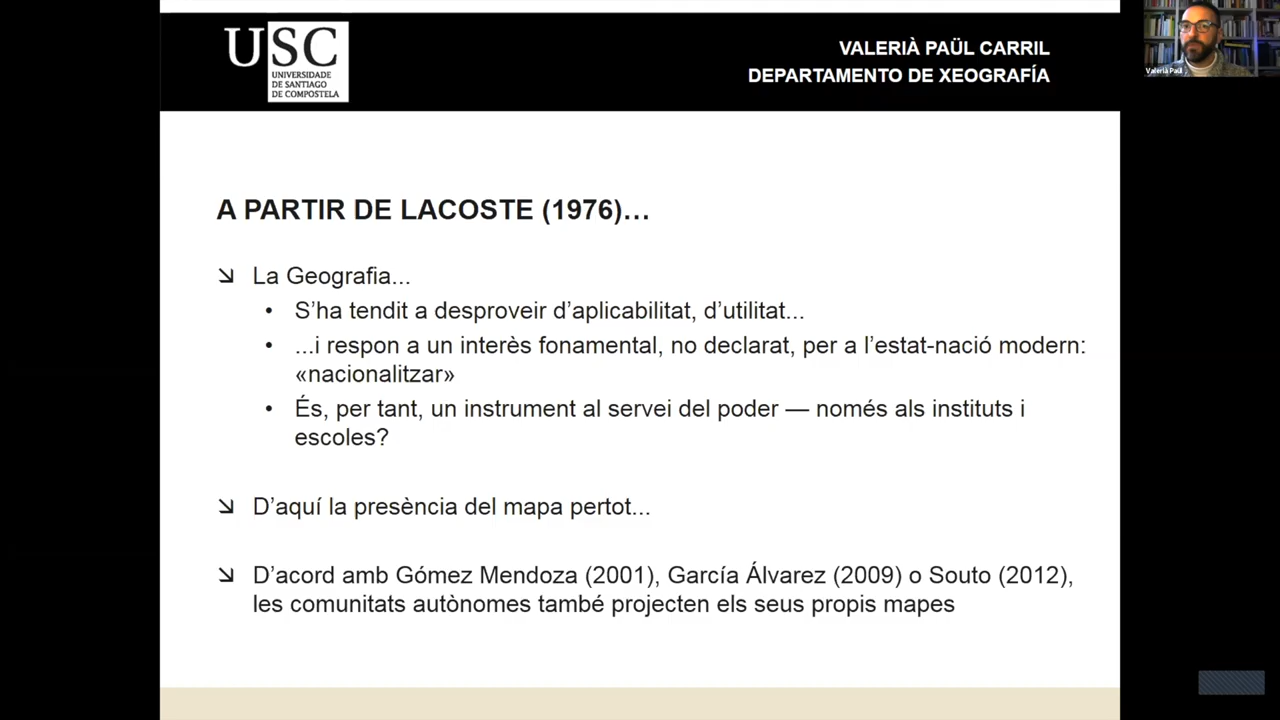 USC
UNIVERSIDADE
DE SANTIAGO
DE COMPOSTELA
VALERIÀ PAÜL CARRIL
DEPARTAMENTO DE XEOGRAFÍA
Valerià Paül
A PARTIR DE LACOSTE (1976)…
La Geografia...
• S’ha tendit a desproveir d’aplicabilitat, d’utilitat...
• ...i respon a un interès fonamental, no declarat, per a l’estat-nació modern:
«nacionalitzar»
• És, per tant, un instrument al servei del poder — només als instituts i
escoles?
D’aquí la presència del mapa pertot...
D’acord amb Gómez Mendoza (2001), García Álvarez (2009) o Souto (2012),
les comunitats autònomes també projecten els seus propis mapes